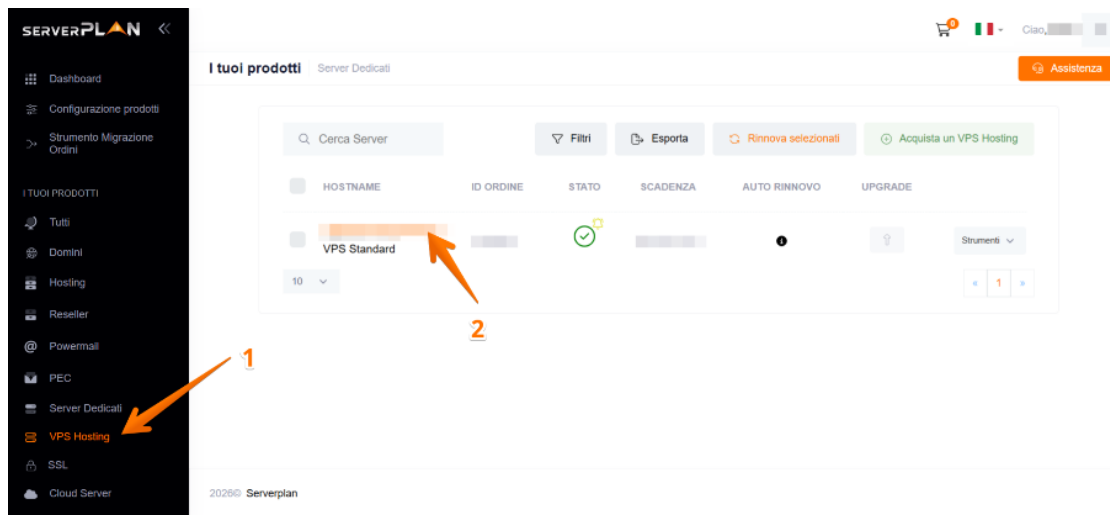 SERVERPLAN
0
Ciao,
Dashboard
Configurazione prodotti
Strumento Migrazione
Ordini
I TUOI PRODOTTI
Tutti
Domini
Hosting
Reseller
@ Powermail
PEC
Server Dedicati
VPS Hosting
SSL
Cloud Server
I tuoi prodotti Server Dedicati
Assistenza
Cerca Server Filtri Esporta Rinnova selezionati Acquista un VPS Hosting
HOSTNAME ID ORDINE STATO SCADENZA AUTO RINNOVO UPGRADE
VPS Standard Strumenti
10 « 1 »
1
2
2026© Serverplan